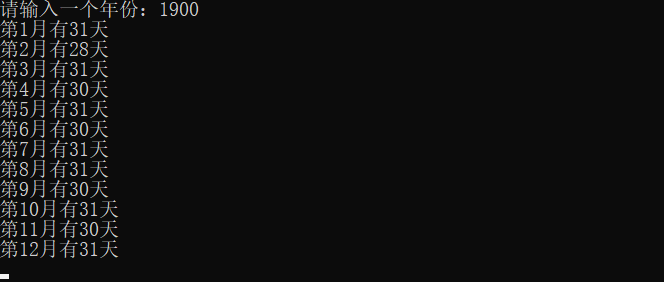 请输入一个年份：1900
第1月有31天
第2月有28天
第3月有31天
第4月有30天
第5月有31天
第6月有30天
第7月有31天
第8月有31天
第9月有30天
第10月有31天
第11月有30天
第12月有31天